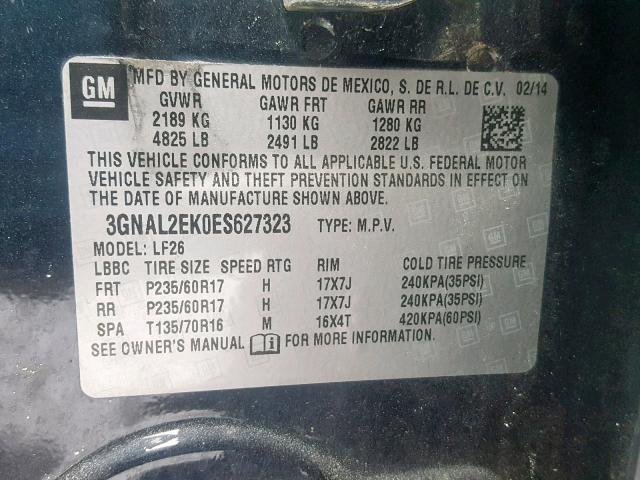 GM MFD BY GENERAL MOTORS DE MEXICO, S. DE R.L. DE C.V. 02/14
GVWR GAWR FRT GAWR RR
2189 KG 1130 KG 1280 KG
4825 LB 2491 LB 2822 LB
THIS VEHICLE CONFORMS TO ALL APPLICABLE U.S. FEDERAL MOTOR
VEHICLE SAFETY AND THEFT PREVENTION STANDARDS IN EFFECT ON
THE DATE OF MANUFACTURE SHOWN ABOVE.
3GNAL2EK0ES627323 TYPE: M.P.V.
MODEL: LF26
LBBC TIRE SIZE SPEED RTG RIM COLD TIRE PRESSURE
FRT P235/60R17 H 17X7J 240KPA(35PSI)
RR P235/60R17 H 17X7J 240KPA(35PSI)
SPA T135/70R16 M 16X4T 420KPA(60PSI)
SEE OWNER'S MANUAL i FOR MORE INFORMATION.